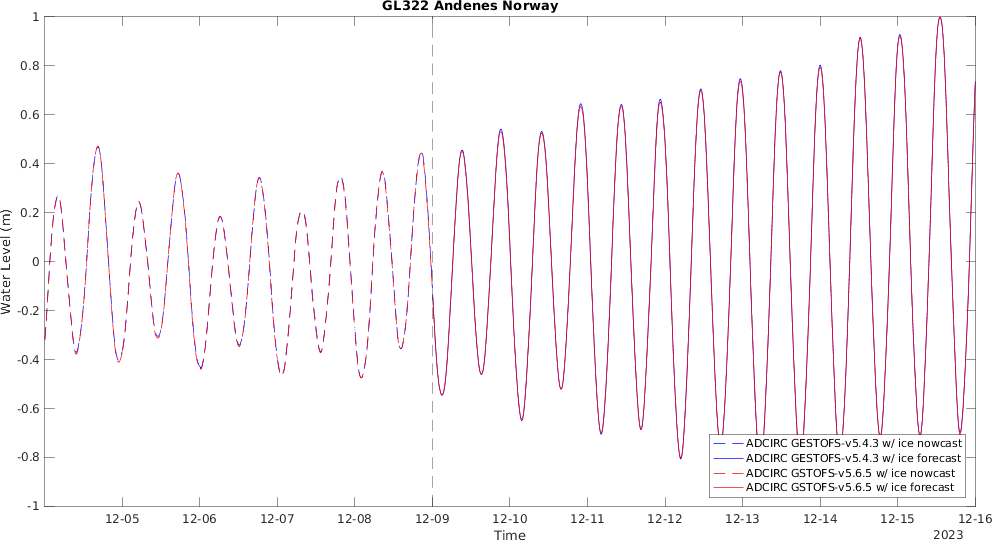 GL322 Andenes Norway
1
0.8
0.6
0.4
0.2
0
-0.2
-0.4
-0.6
-0.8
-1
Water Level (m)
ADCIRC GESTOFS-v5.4.3 w/ ice nowcast
ADCIRC GESTOFS-v5.4.3 w/ ice forecast
ADCIRC GSTOFS-v5.6.5 w/ ice nowcast
ADCIRC GSTOFS-v5.6.5 w/ ice forecast
12-05 12-06 12-07 12-08 12-09 12-10 12-11 12-12 12-13 12-14 12-15 12-16
Time
2023